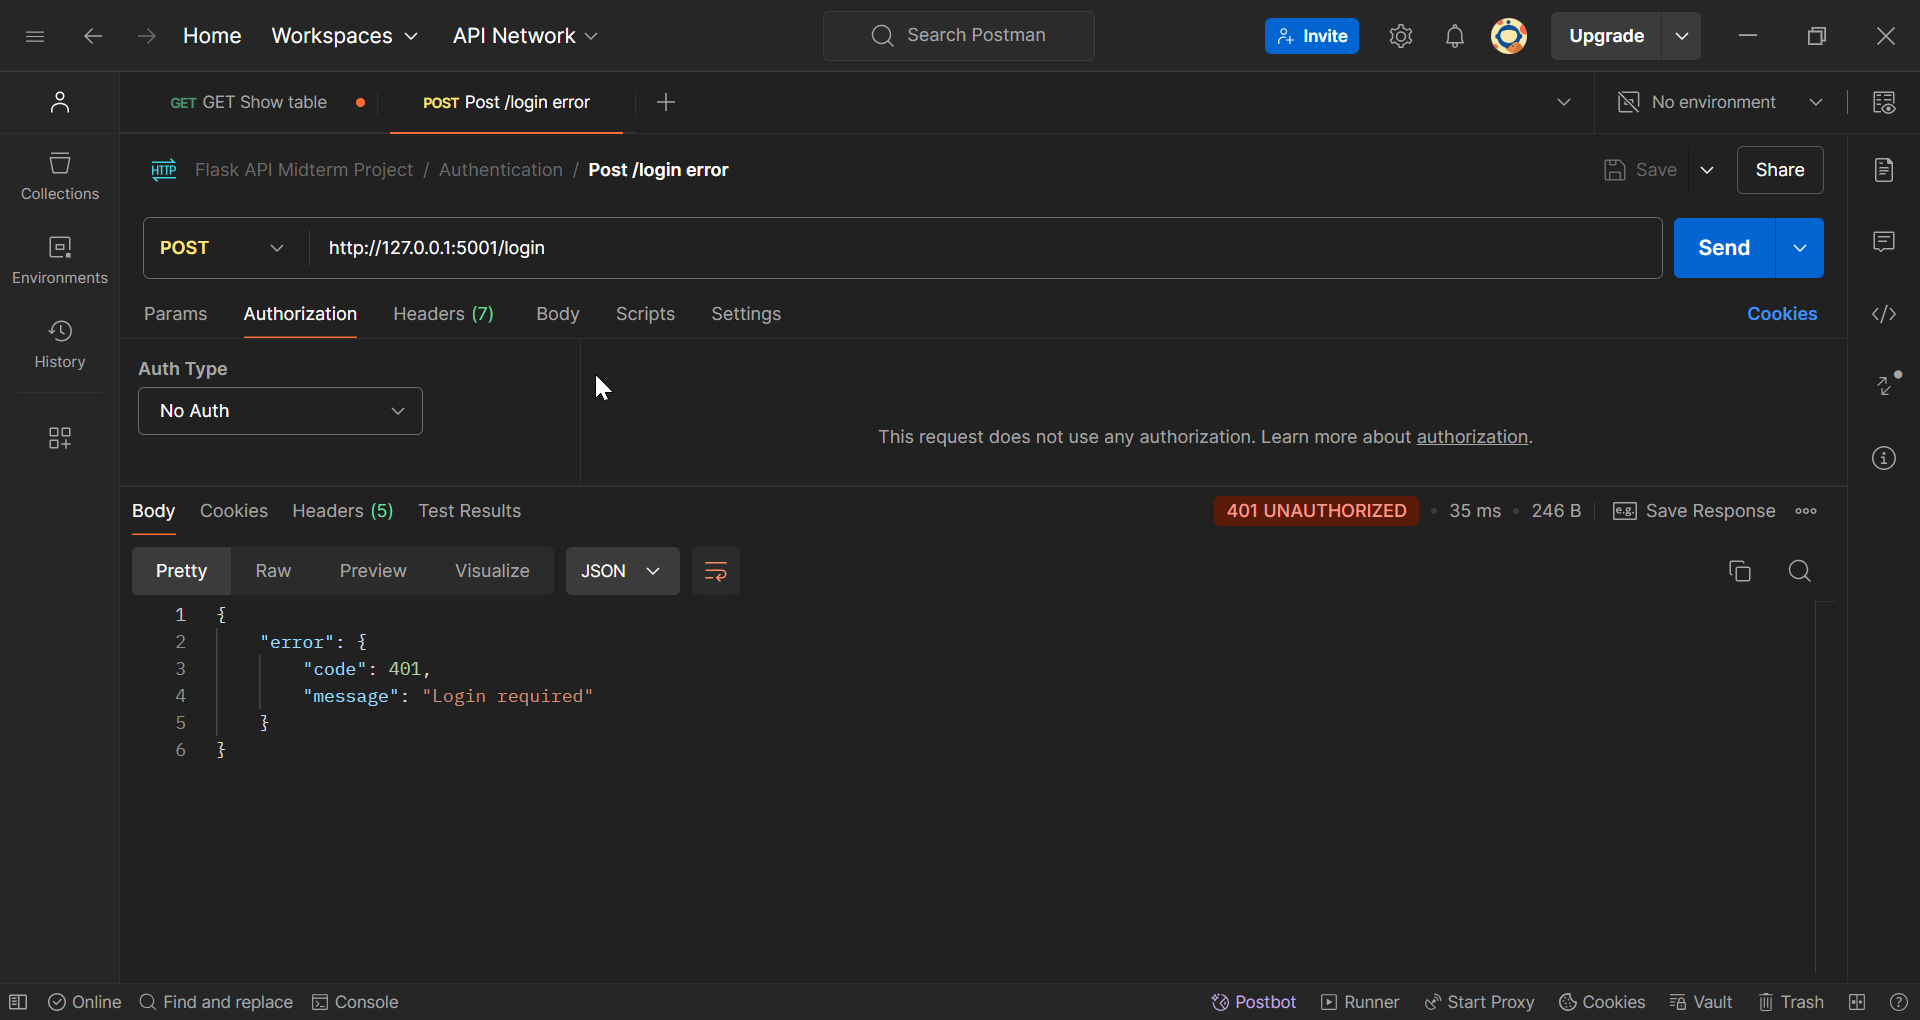 Home Workspaces API Network Search Postman Invite Upgrade
GET GET Show table POST Post /login error No environment
HTTP Flask API Midterm Project / Authentication / Post /login error Save Share
Collections
POST http://127.0.0.1:5001/login Send
Environments
Params Authorization Headers (7) Body Scripts Settings Cookies
History
Auth Type
No Auth
This request does not use any authorization. Learn more about authorization.
Body Cookies Headers (5) Test Results 401 UNAUTHORIZED • 35 ms • 246 B e.g. Save Response
Pretty Raw Preview Visualize JSON
1 {
2 "error": {
3 "code": 401,
4 "message": "Login required"
5 }
6 }
Online Find and replace Console Postbot Runner Start Proxy Cookies Vault Trash